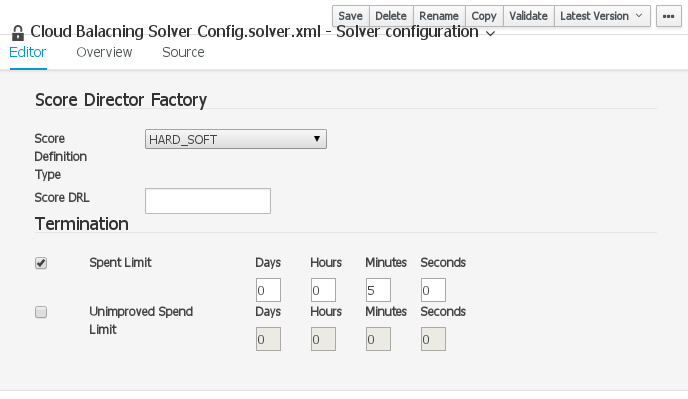 Save Delete Rename Copy Validate Latest Version
Cloud Balacning Solver Config.solver.xml - Solver configuration
Editor Overview Source
Score Director Factory
Score Definition Type
HARD_SOFT
Score DRL
Termination
Spent Limit Days Hours Minutes Seconds
0 0 5 0
Unimproved Spend Limit Days Hours Minutes Seconds
0 0 0 0